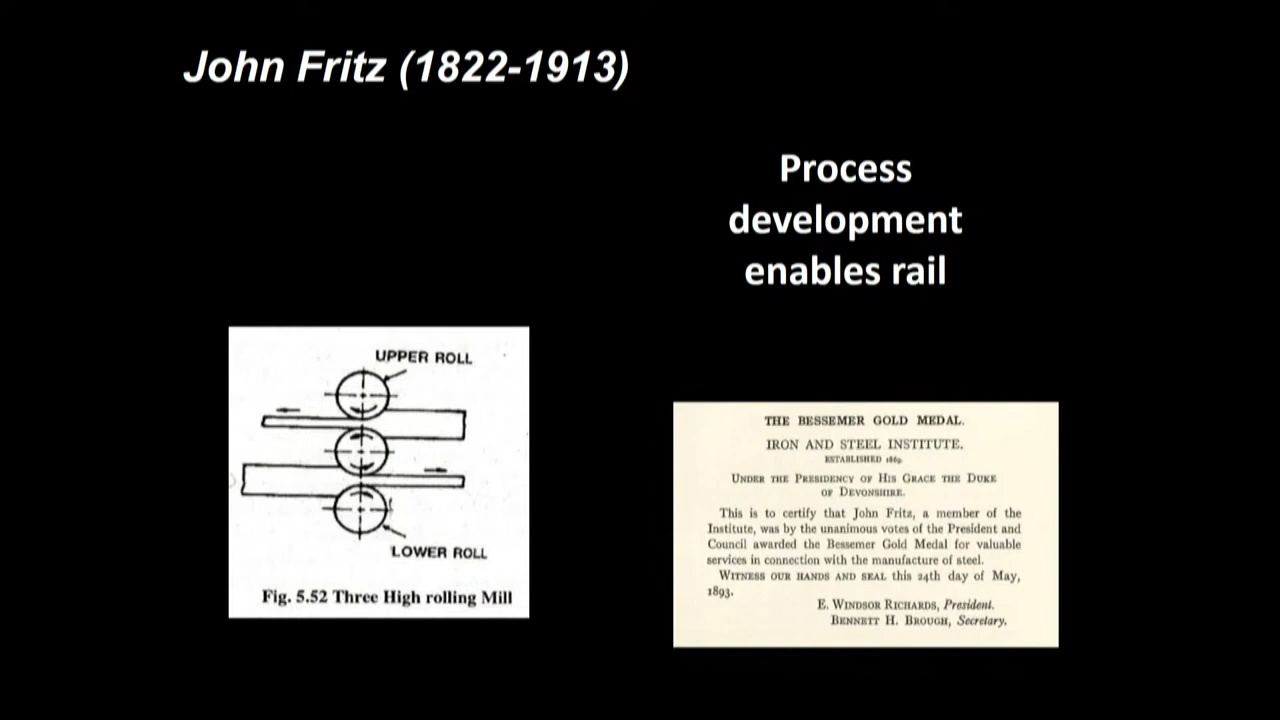 John Fritz (1822-1913)
Process
development
enables rail
UPPER ROLL
LOWER ROLL
Fig. 5.52 Three High rolling Mill
THE BESSEMER GOLD MEDAL.
IRON AND STEEL INSTITUTE.
ESTABLISHED 1869.
UNDER THE PRESIDENCY OF HIS GRACE THE DUKE
OF DEVONSHIRE.
This is to certify that John Fritz, a member of the
Institute, was by the unanimous votes of the President and
Council awarded the Bessemer Gold Medal for valuable
services in connection with the manufacture of steel.
WITNESS OUR HANDS AND SEAL this 24th day of May,
1893.
E. WINDSOR RICHARDS, President.
BENNETT H. BROUGH, Secretary.